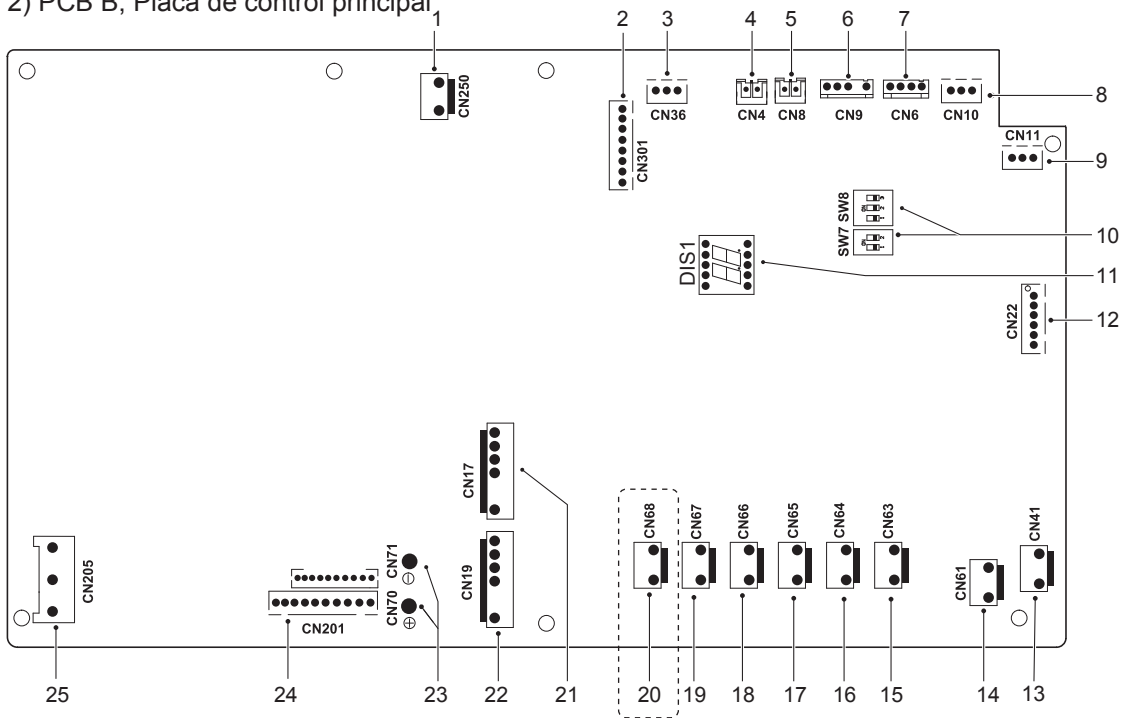 2) PCB B, Placa de control principal
1 2 3 4 5 6 7
CN250
CN301
CN36 CN4 CN8 CN9 CN6 CN10
8
CN11
9
SW8
SW7
10
DIS1
11
CN22
12
CN17
CN19
CN205
CN71
CN70
CN201
CN68 CN67 CN66 CN65 CN64 CN63
CN61
CN41
25 24 23 22 21 20 19 18 17 16 15 14 13